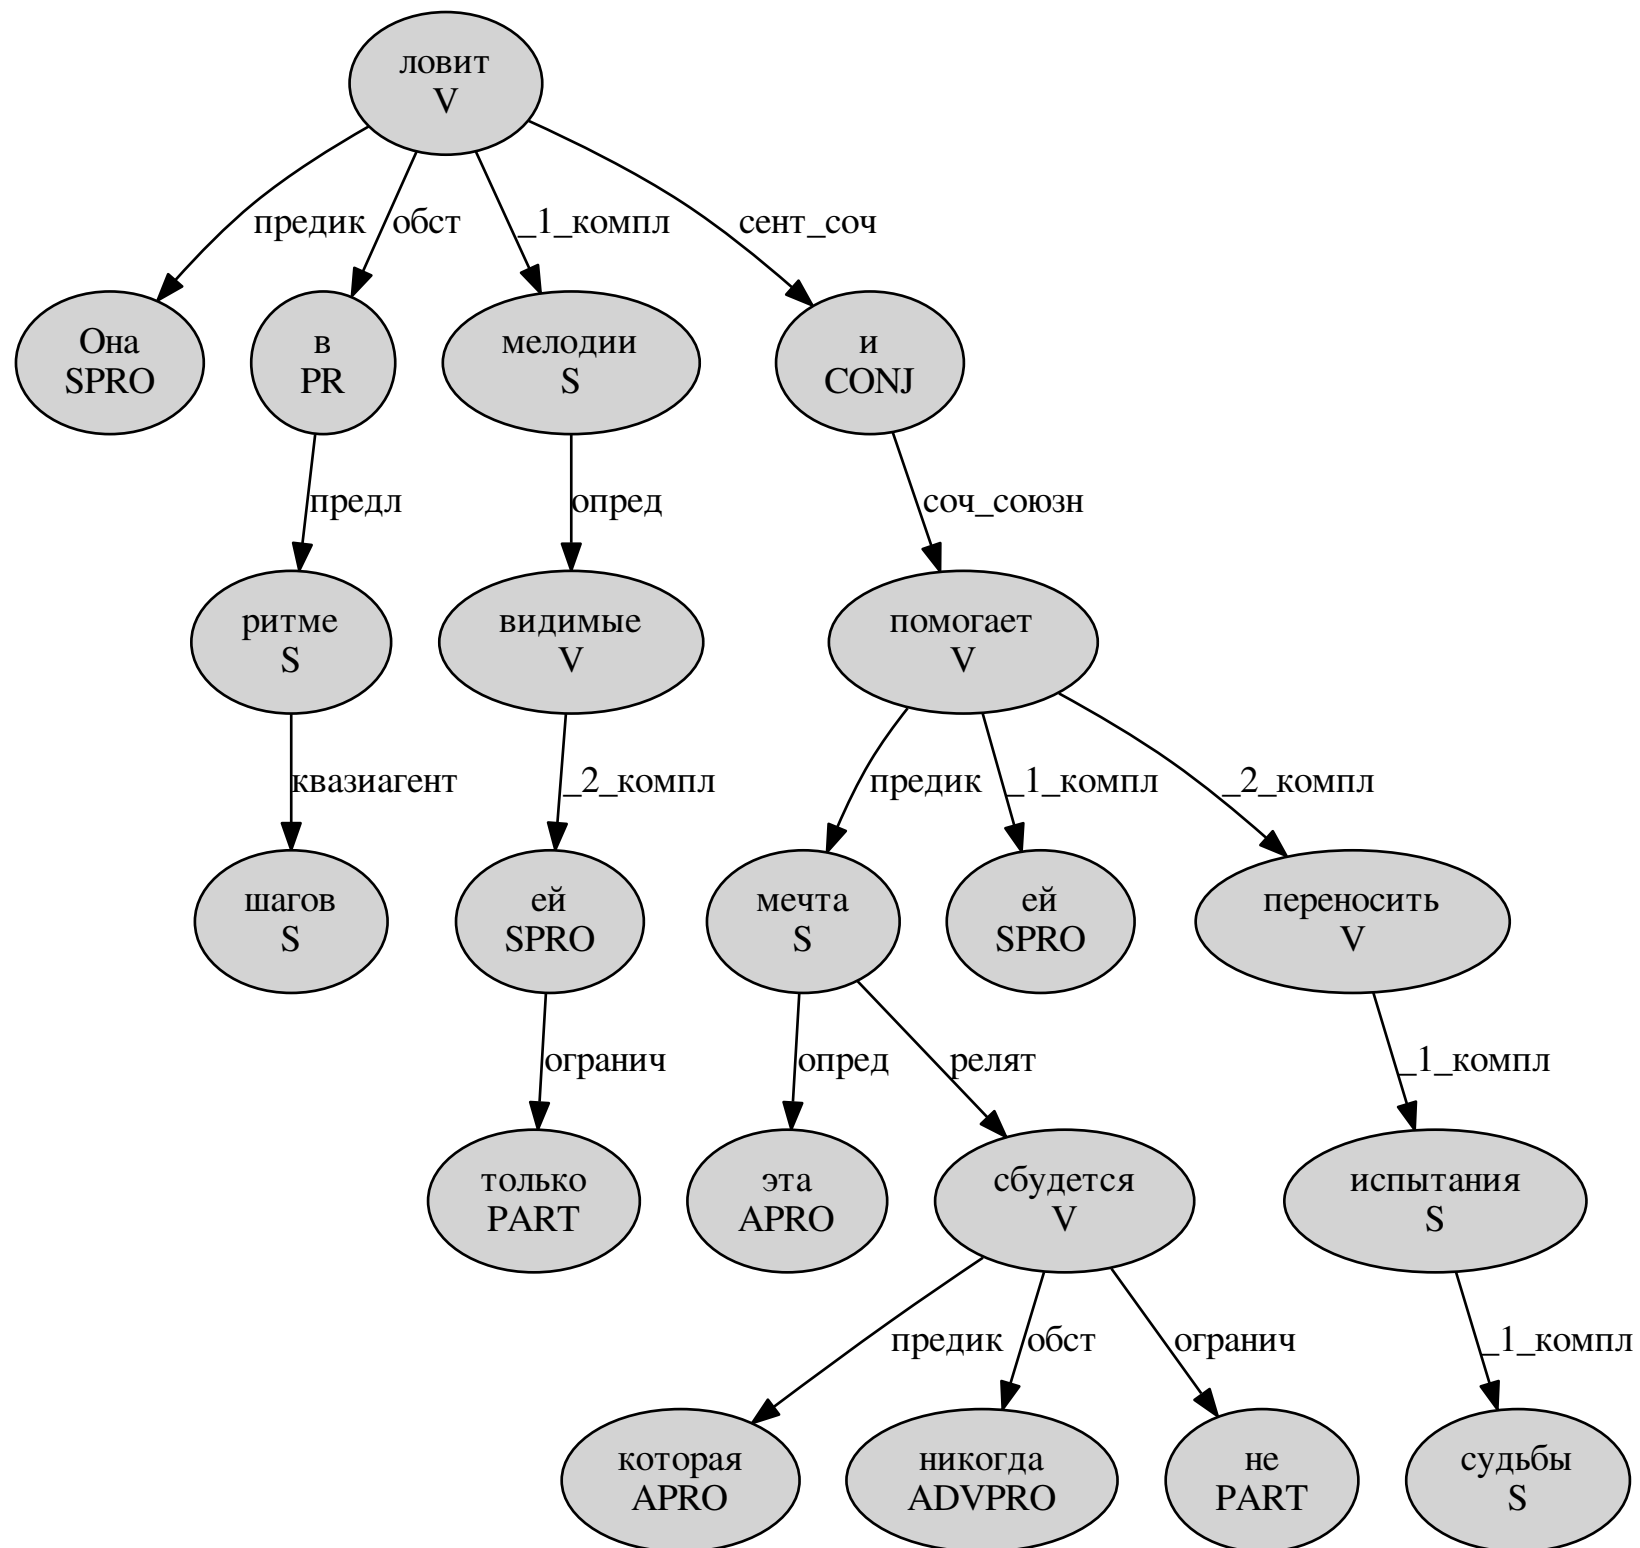 ловит
V
предик
обст
_1_компл
сент_соч
Она
SPRO
в
PR
мелодии
S
и
CONJ
предл
опред
соч_союзн
ритме
S
видимые
V
помогает
V
квазиагент
_2_компл
предик
_1_компл
_2_компл
шагов
S
ей
SPRO
мечта
S
ей
SPRO
переносить
V
огранич
опред
релят
_1_компл
только
PART
эта
APRO
сбудется
V
испытания
S
предик
обст
огранич
_1_компл
которая
APRO
никогда
ADVPRO
не
PART
судьбы
S